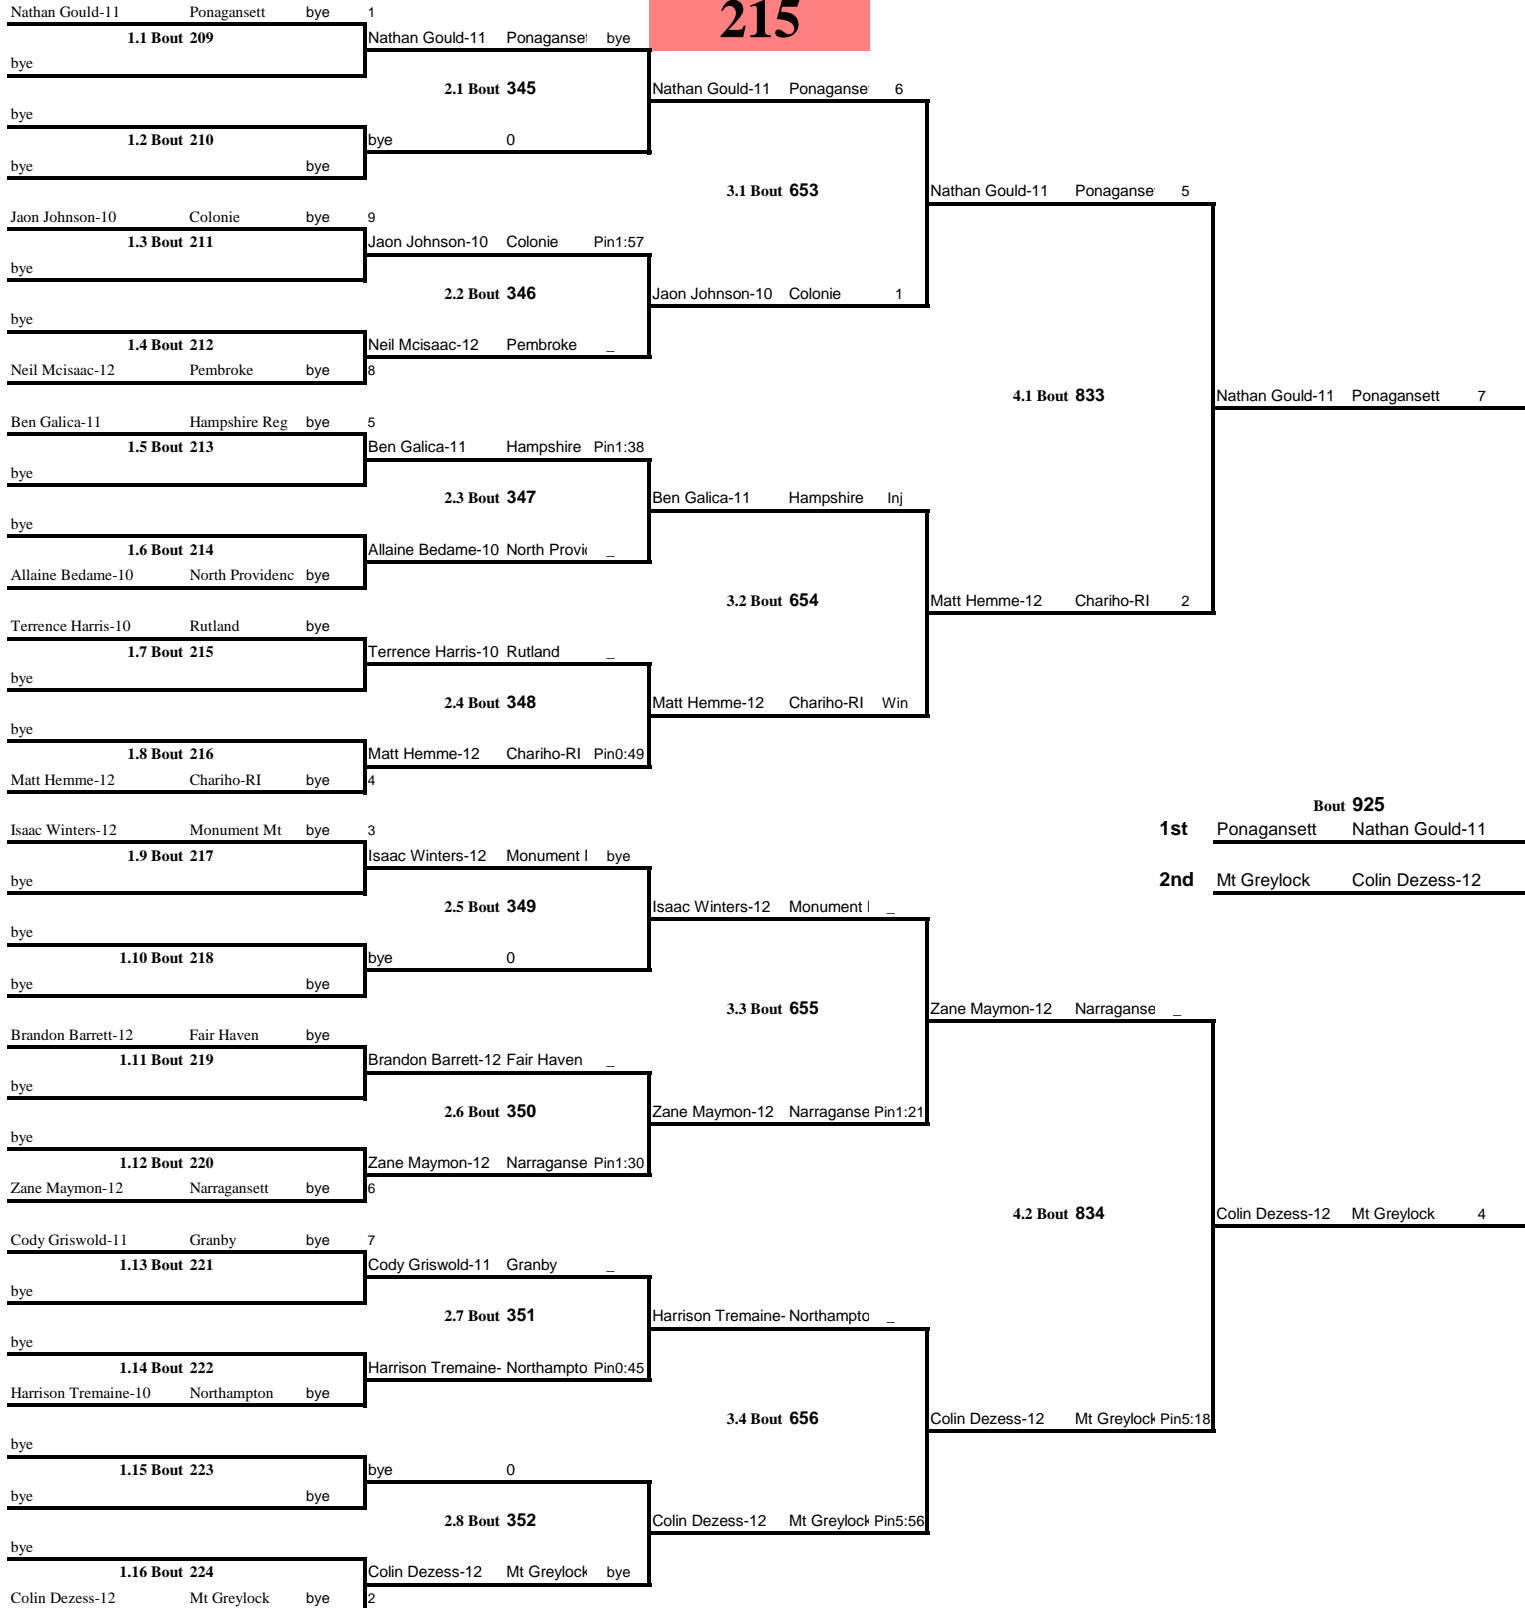 215
Nathan Gould-11 Ponagansett bye 1
1.1 Bout 209 Nathan Gould-11 Ponaganset bye
bye
2.1 Bout 345 Nathan Gould-11 Ponaganse 6
bye
1.2 Bout 210 bye 0
bye bye
3.1 Bout 653 Nathan Gould-11 Ponaganse 5
Jaon Johnson-10 Colonie bye 9
1.3 Bout 211 Jaon Johnson-10 Colonie Pin1:57
bye
2.2 Bout 346 Jaon Johnson-10 Colonie 1
bye
1.4 Bout 212 Neil Mcisaac-12 Pembroke _
Neil Mcisaac-12 Pembroke bye 8
4.1 Bout 833 Nathan Gould-11 Ponagansett 7
Ben Galica-11 Hampshire Reg bye 5
1.5 Bout 213 Ben Galica-11 Hampshire Pin1:38
bye
2.3 Bout 347 Ben Galica-11 Hampshire Inj
bye
1.6 Bout 214 Allaine Bedame-10 North Provi _
Allaine Bedame-10 North Providenc bye
3.2 Bout 654 Matt Hemme-12 Chariho-RI 2
Terrence Harris-10 Rutland bye
1.7 Bout 215 Terrence Harris-10 Rutland _
bye
2.4 Bout 348 Matt Hemme-12 Chariho-RI Win
bye
1.8 Bout 216 Matt Hemme-12 Chariho-RI Pin0:49
Matt Hemme-12 Chariho-RI bye 4
Bout 925
Isaac Winters-12 Monument Mt bye 3
1st Ponagansett Nathan Gould-11
1.9 Bout 217 Isaac Winters-12 Monument bye
bye
2nd Mt Greylock Colin Dezess-12
2.5 Bout 349 Isaac Winters-12 Monument _
bye
1.10 Bout 218 bye 0
bye bye
3.3 Bout 655 Zane Maymon-12 Narraganse _
Brandon Barrett-12 Fair Haven bye
1.11 Bout 219 Brandon Barrett-12 Fair Haven _
bye
2.6 Bout 350 Zane Maymon-12 Narraganse Pin1:21
bye
1.12 Bout 220 Zane Maymon-12 Narraganse Pin1:30
Zane Maymon-12 Narragansett bye 6
4.2 Bout 834 Colin Dezess-12 Mt Greylock 4
Cody Griswold-11 Granby bye 7
1.13 Bout 221 Cody Griswold-11 Granby _
bye
2.7 Bout 351 Harrison Tremaine- Northampto _
bye
1.14 Bout 222 Harrison Tremaine- Northampto Pin0:45
Harrison Tremaine-10 Northampton bye
3.4 Bout 656 Colin Dezess-12 Mt Greylock Pin5:18
bye
1.15 Bout 223 bye 0
bye bye
2.8 Bout 352 Colin Dezess-12 Mt Greylock Pin5:56
bye
1.16 Bout 224 Colin Dezess-12 Mt Greylock bye
Colin Dezess-12 Mt Greylock bye 2